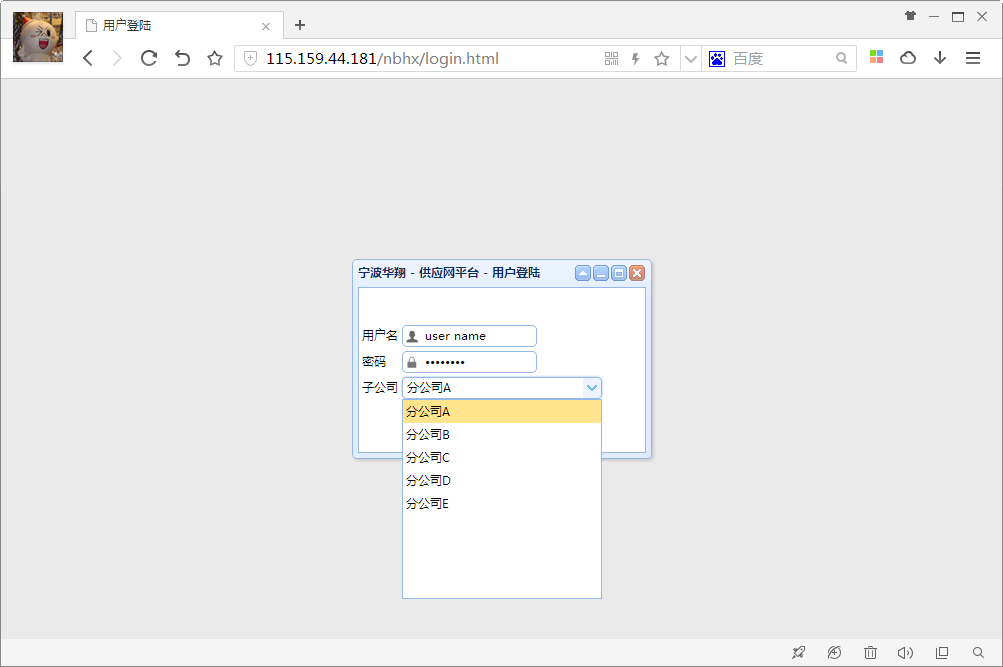 用户登陆
115.159.44.181/nbhx/login.html
百度
宁波华翔 - 供应网平台 - 用户登陆
用户名 user name
密码 ••••••••
子公司 分公司A
分公司A
分公司B
分公司C
分公司D
分公司E